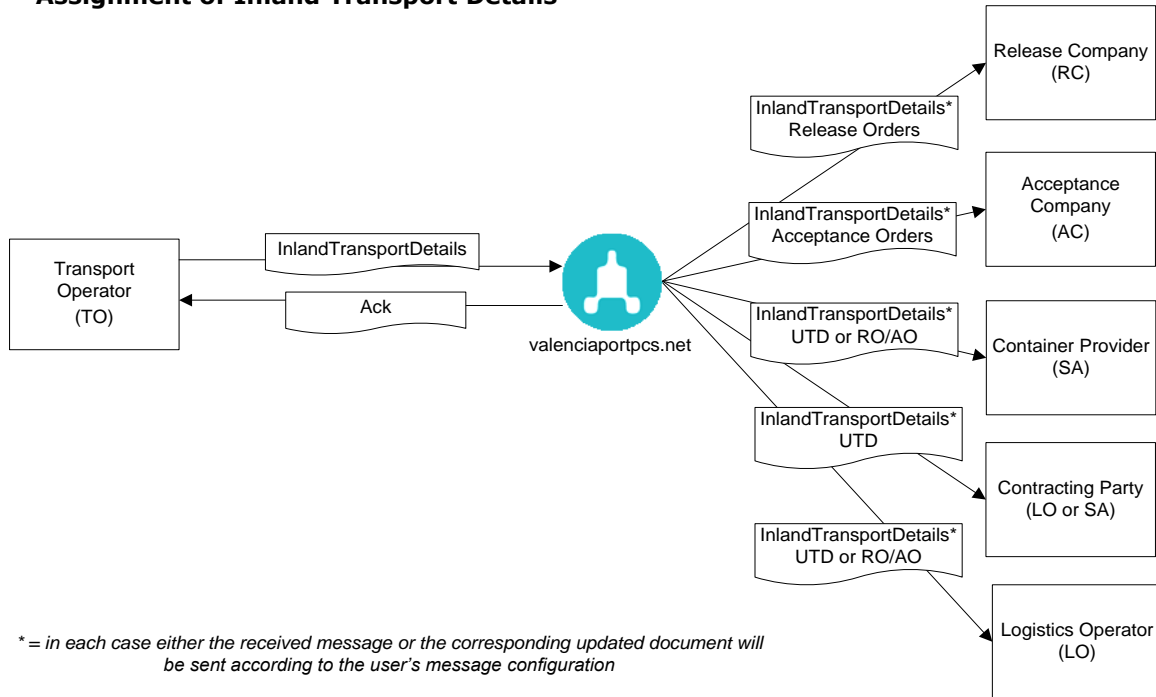 Assignment of Inland Transport Details
Release Company
(RC)
InlandTransportDetails*
Release Orders
Acceptance
Company
(AC)
InlandTransportDetails*
Acceptance Orders
Transport
Operator
(TO)
InlandTransportDetails
Ack
valenciaportpcs.net
InlandTransportDetails*
UTD or RO/AO
Container Provider
(SA)
InlandTransportDetails*
UTD
Contracting Party
(LO or SA)
InlandTransportDetails*
UTD or RO/AO
Logistics Operator
(LO)
* = in each case either the received message or the corresponding updated document will
be sent according to the user's message configuration